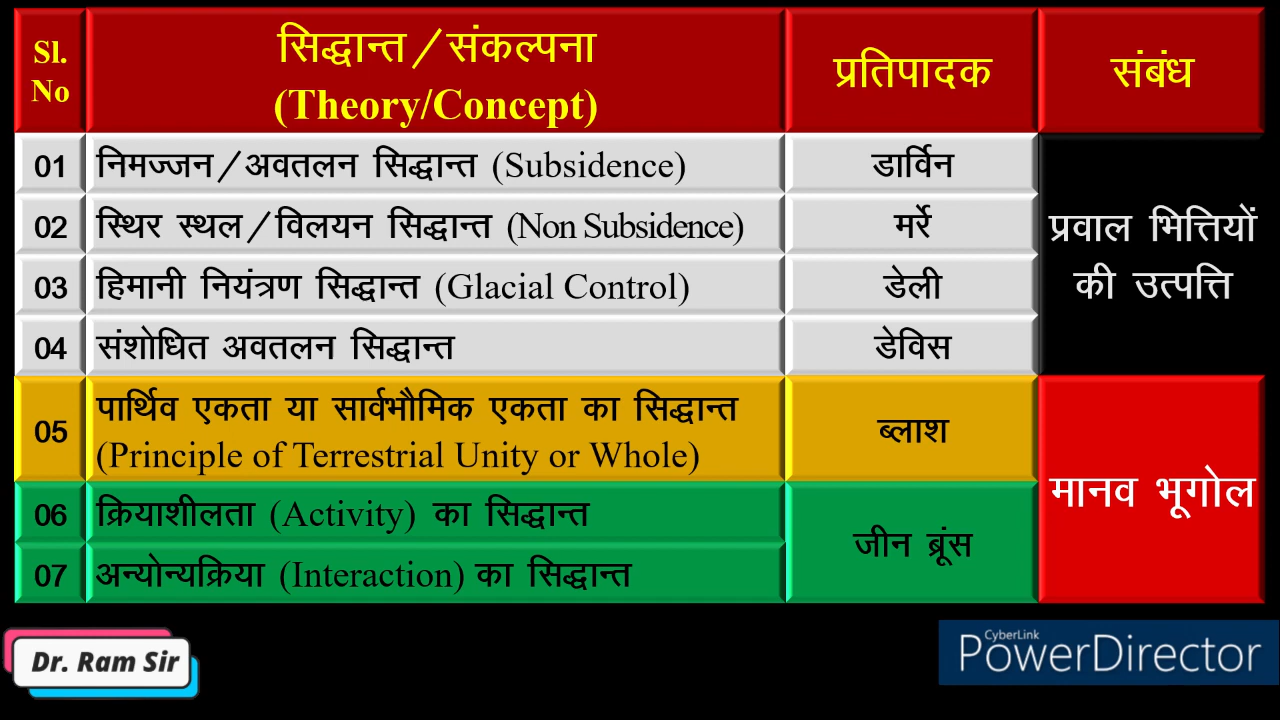 Sl. No
सिद्धान्त/संकल्पना
(Theory/Concept)
प्रतिपादक
संबंध
01 निमज्जन/अवतलन सिद्धान्त (Subsidence) डार्विन
02 स्थिर स्थल/विलयन सिद्धान्त (Non Subsidence) मर्रे
03 हिमानी नियंत्रण सिद्धान्त (Glacial Control) डेली
04 संशोधित अवतलन सिद्धान्त डेविस
प्रवाल भित्तियों
की उत्पत्ति
05 पार्थिव एकता या सार्वभौमिक एकता का सिद्धान्त
(Principle of Terrestrial Unity or Whole)
ब्लाश
06 क्रियाशीलता (Activity) का सिद्धान्त
07 अन्योन्यक्रिया (Interaction) का सिद्धान्त
जीन ब्रूंस
मानव भूगोल
Dr. Ram Sir
CyberLink
PowerDirector